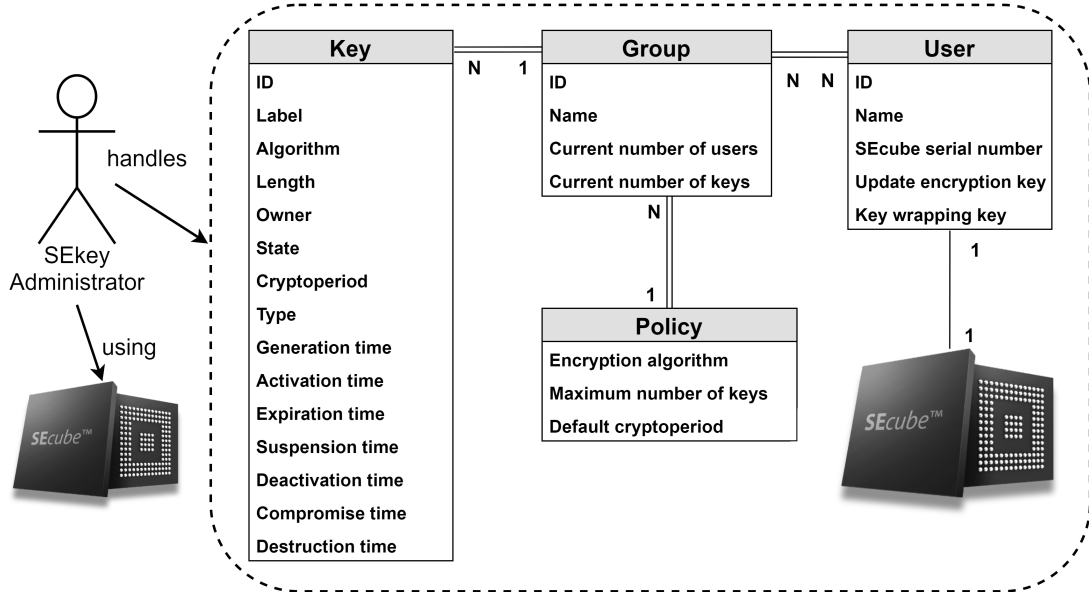 handles
SEkey
Administrator
using
SEcube™
Key
ID
Label
Algorithm
Length
Owner
State
Cryptoperiod
Type
Generation time
Activation time
Expiration time
Suspension time
Deactivation time
Compromise time
Destruction time
N 1
Group
ID
Name
Current number of users
Current number of keys
N N
User
ID
Name
SEcube serial number
Update encryption key
Key wrapping key
N
1
Policy
Encryption algorithm
Maximum number of keys
Default cryptoperiod
1
1
SEcube™